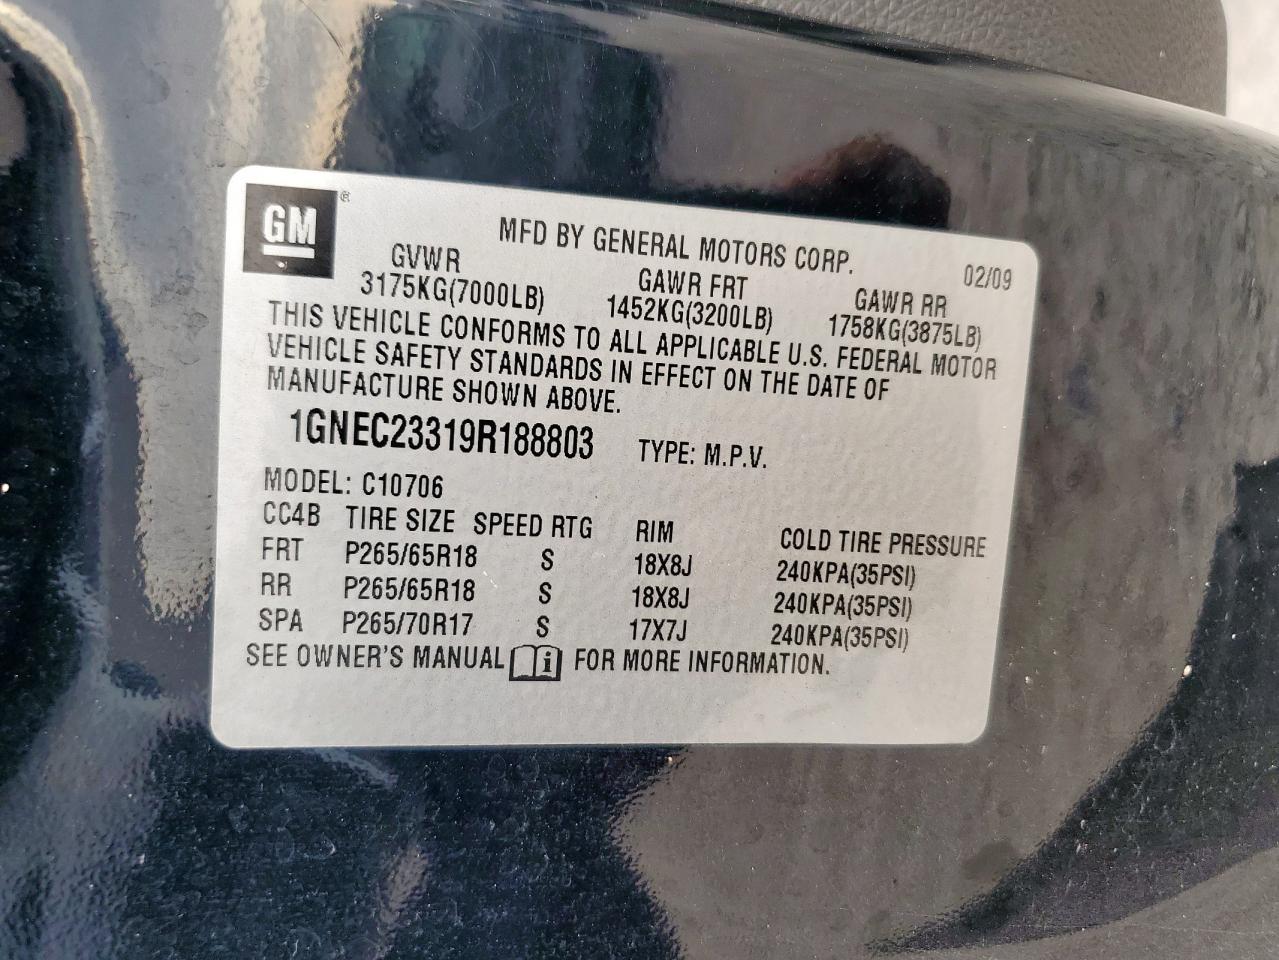 GM ®
MFD BY GENERAL MOTORS CORP. 02/09
GVWR GAWR FRT GAWR RR
3175KG(7000LB) 1452KG(3200LB) 1758KG(3875LB)
THIS VEHICLE CONFORMS TO ALL APPLICABLE U.S. FEDERAL MOTOR
VEHICLE SAFETY STANDARDS IN EFFECT ON THE DATE OF
MANUFACTURE SHOWN ABOVE.
1GNEC23319R188803 TYPE: M.P.V.
MODEL: C10706
CC4B TIRE SIZE SPEED RTG RIM COLD TIRE PRESSURE
FRT P265/65R18 S 18X8J 240KPA(35PSI)
RR P265/65R18 S 18X8J 240KPA(35PSI)
SPA P265/70R17 S 17X7J 240KPA(35PSI)
SEE OWNER'S MANUAL i FOR MORE INFORMATION.